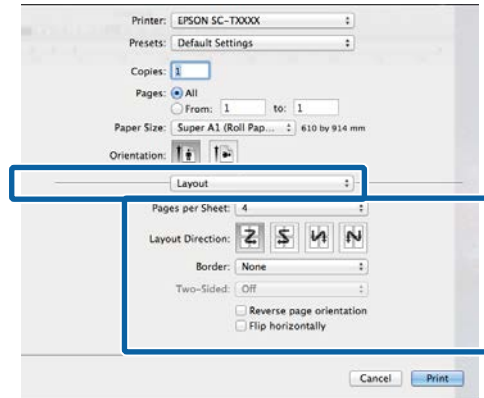 Printer: EPSON SC-TXXXX
Presets: Default Settings
Copies: 1
Pages: All
From: 1 to: 1
Paper Size: Super A1 (Roll Pap... 610 by 914 mm
Orientation:
Layout
Pages per Sheet: 4
Layout Direction:
Border: None
Two-Sided: Off
Reverse page orientation
Flip horizontally
Cancel Print